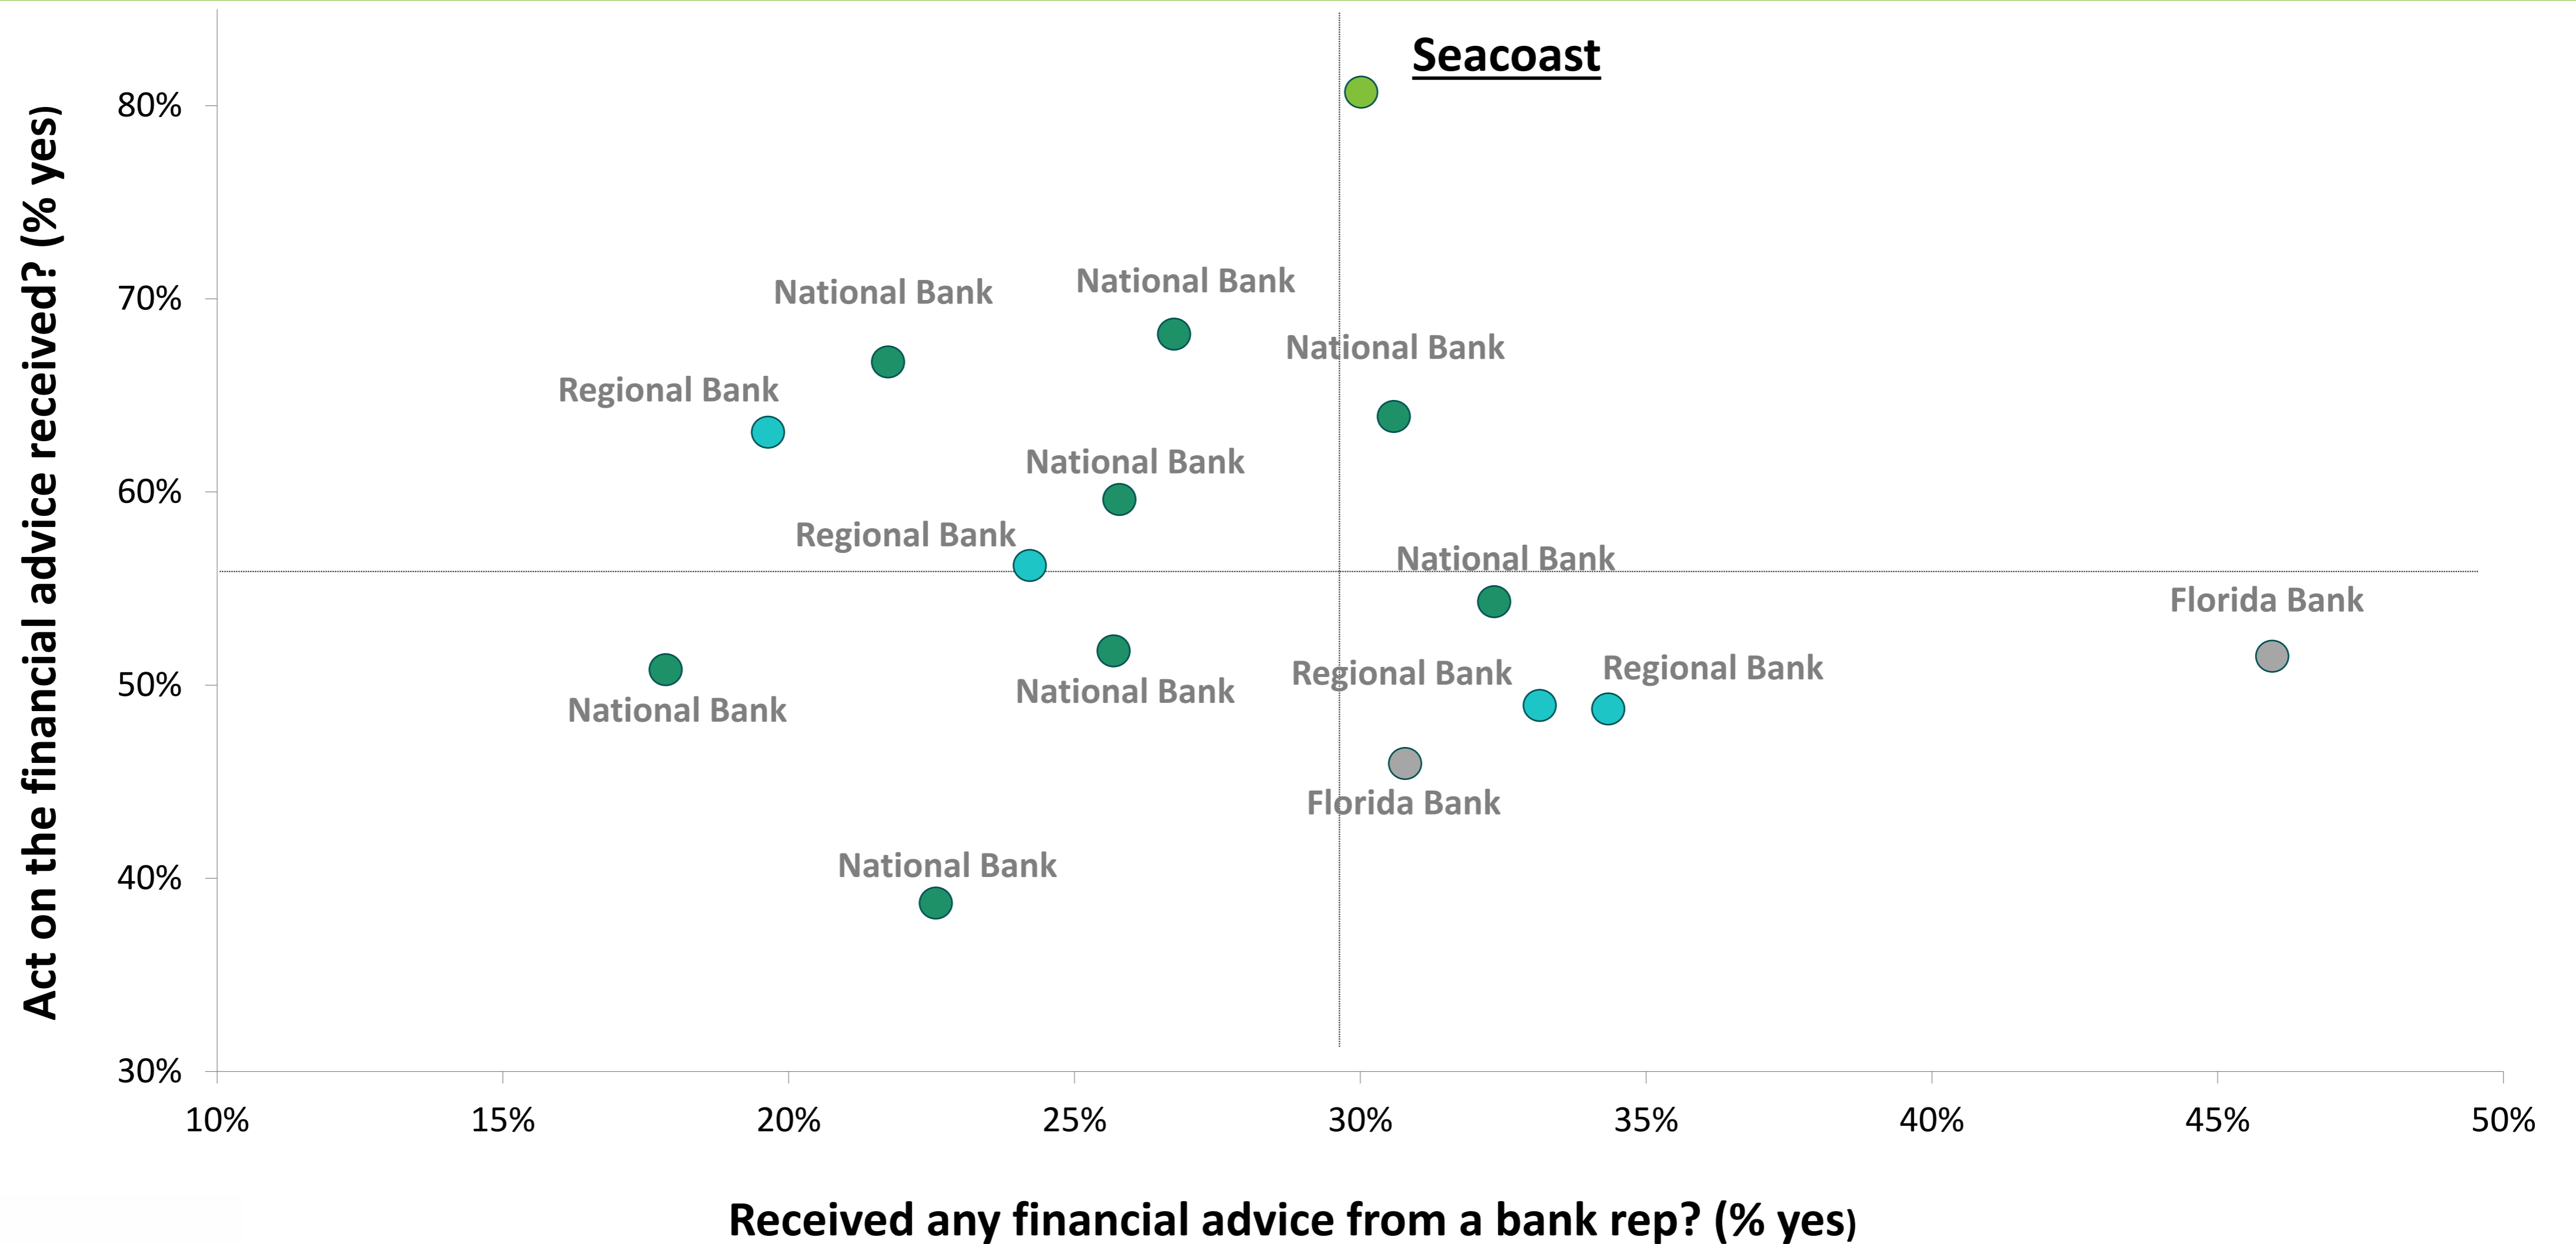 Seacoast
80%
National Bank
National Bank
70%
National Bank
Regional Bank
National Bank
60%
Regional Bank
National Bank
Florida Bank
Regional Bank
Regional Bank
50%
National Bank
National Bank
Florida Bank
National Bank
40%
30%
10%
15%
20%
25%
30%
35%
40%
45%
50%
Act on the financial advice received? (% yes)
Received any financial advice from a bank rep? (% yes)